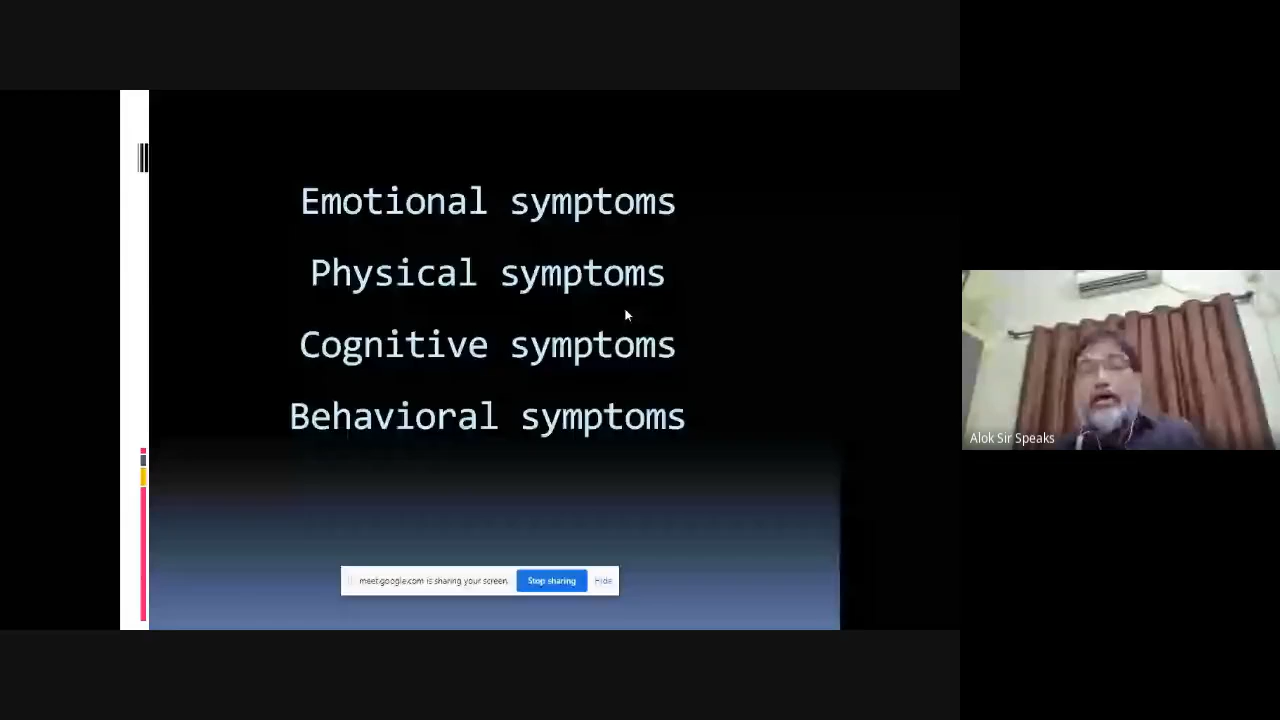 Emotional symptoms
Physical symptoms
Cognitive symptoms
Behavioral symptoms
Alok Sir Speaks
meet.google.com is sharing your screen. Stop sharing Hide